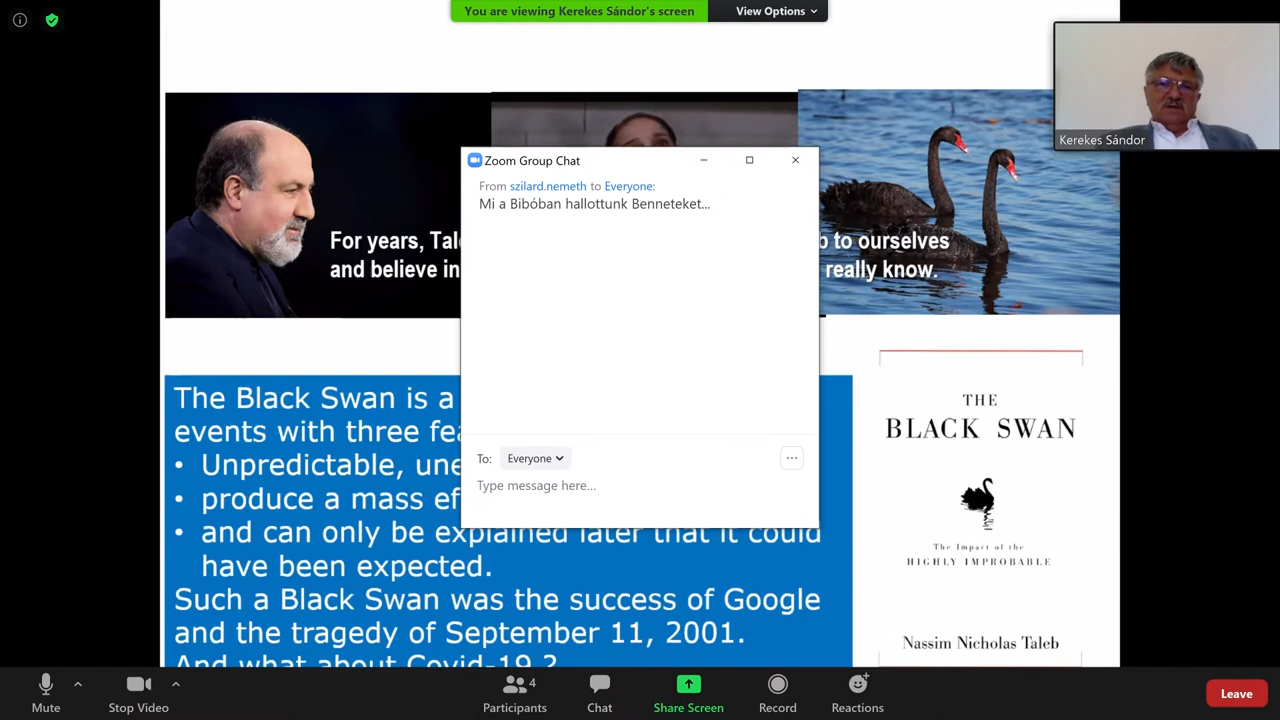 You are viewing Kerekes Sándor's screen
View Options
Kerekes Sándor
Zoom Group Chat
From szilard.nemeth to Everyone:
Mi a Bibóban hallottunk Benneteket...
For years, Tal
and believe in
to ourselves
really know.
To: Everyone
Type message here...
The Black Swan is a
events with three fea
• Unpredictable, une
• produce a mass ef
• and can only be explained later that it could
have been expected.
Such a Black Swan was the success of Google
and the tragedy of September 11, 2001.
And what about Covid-19 ?
THE
BLACK SWAN
The Impact of the
HIGHLY IMPROBABLE
Nassim Nicholas Taleb
Mute
Stop Video
Participants
4
Chat
Share Screen
Record
Reactions
Leave